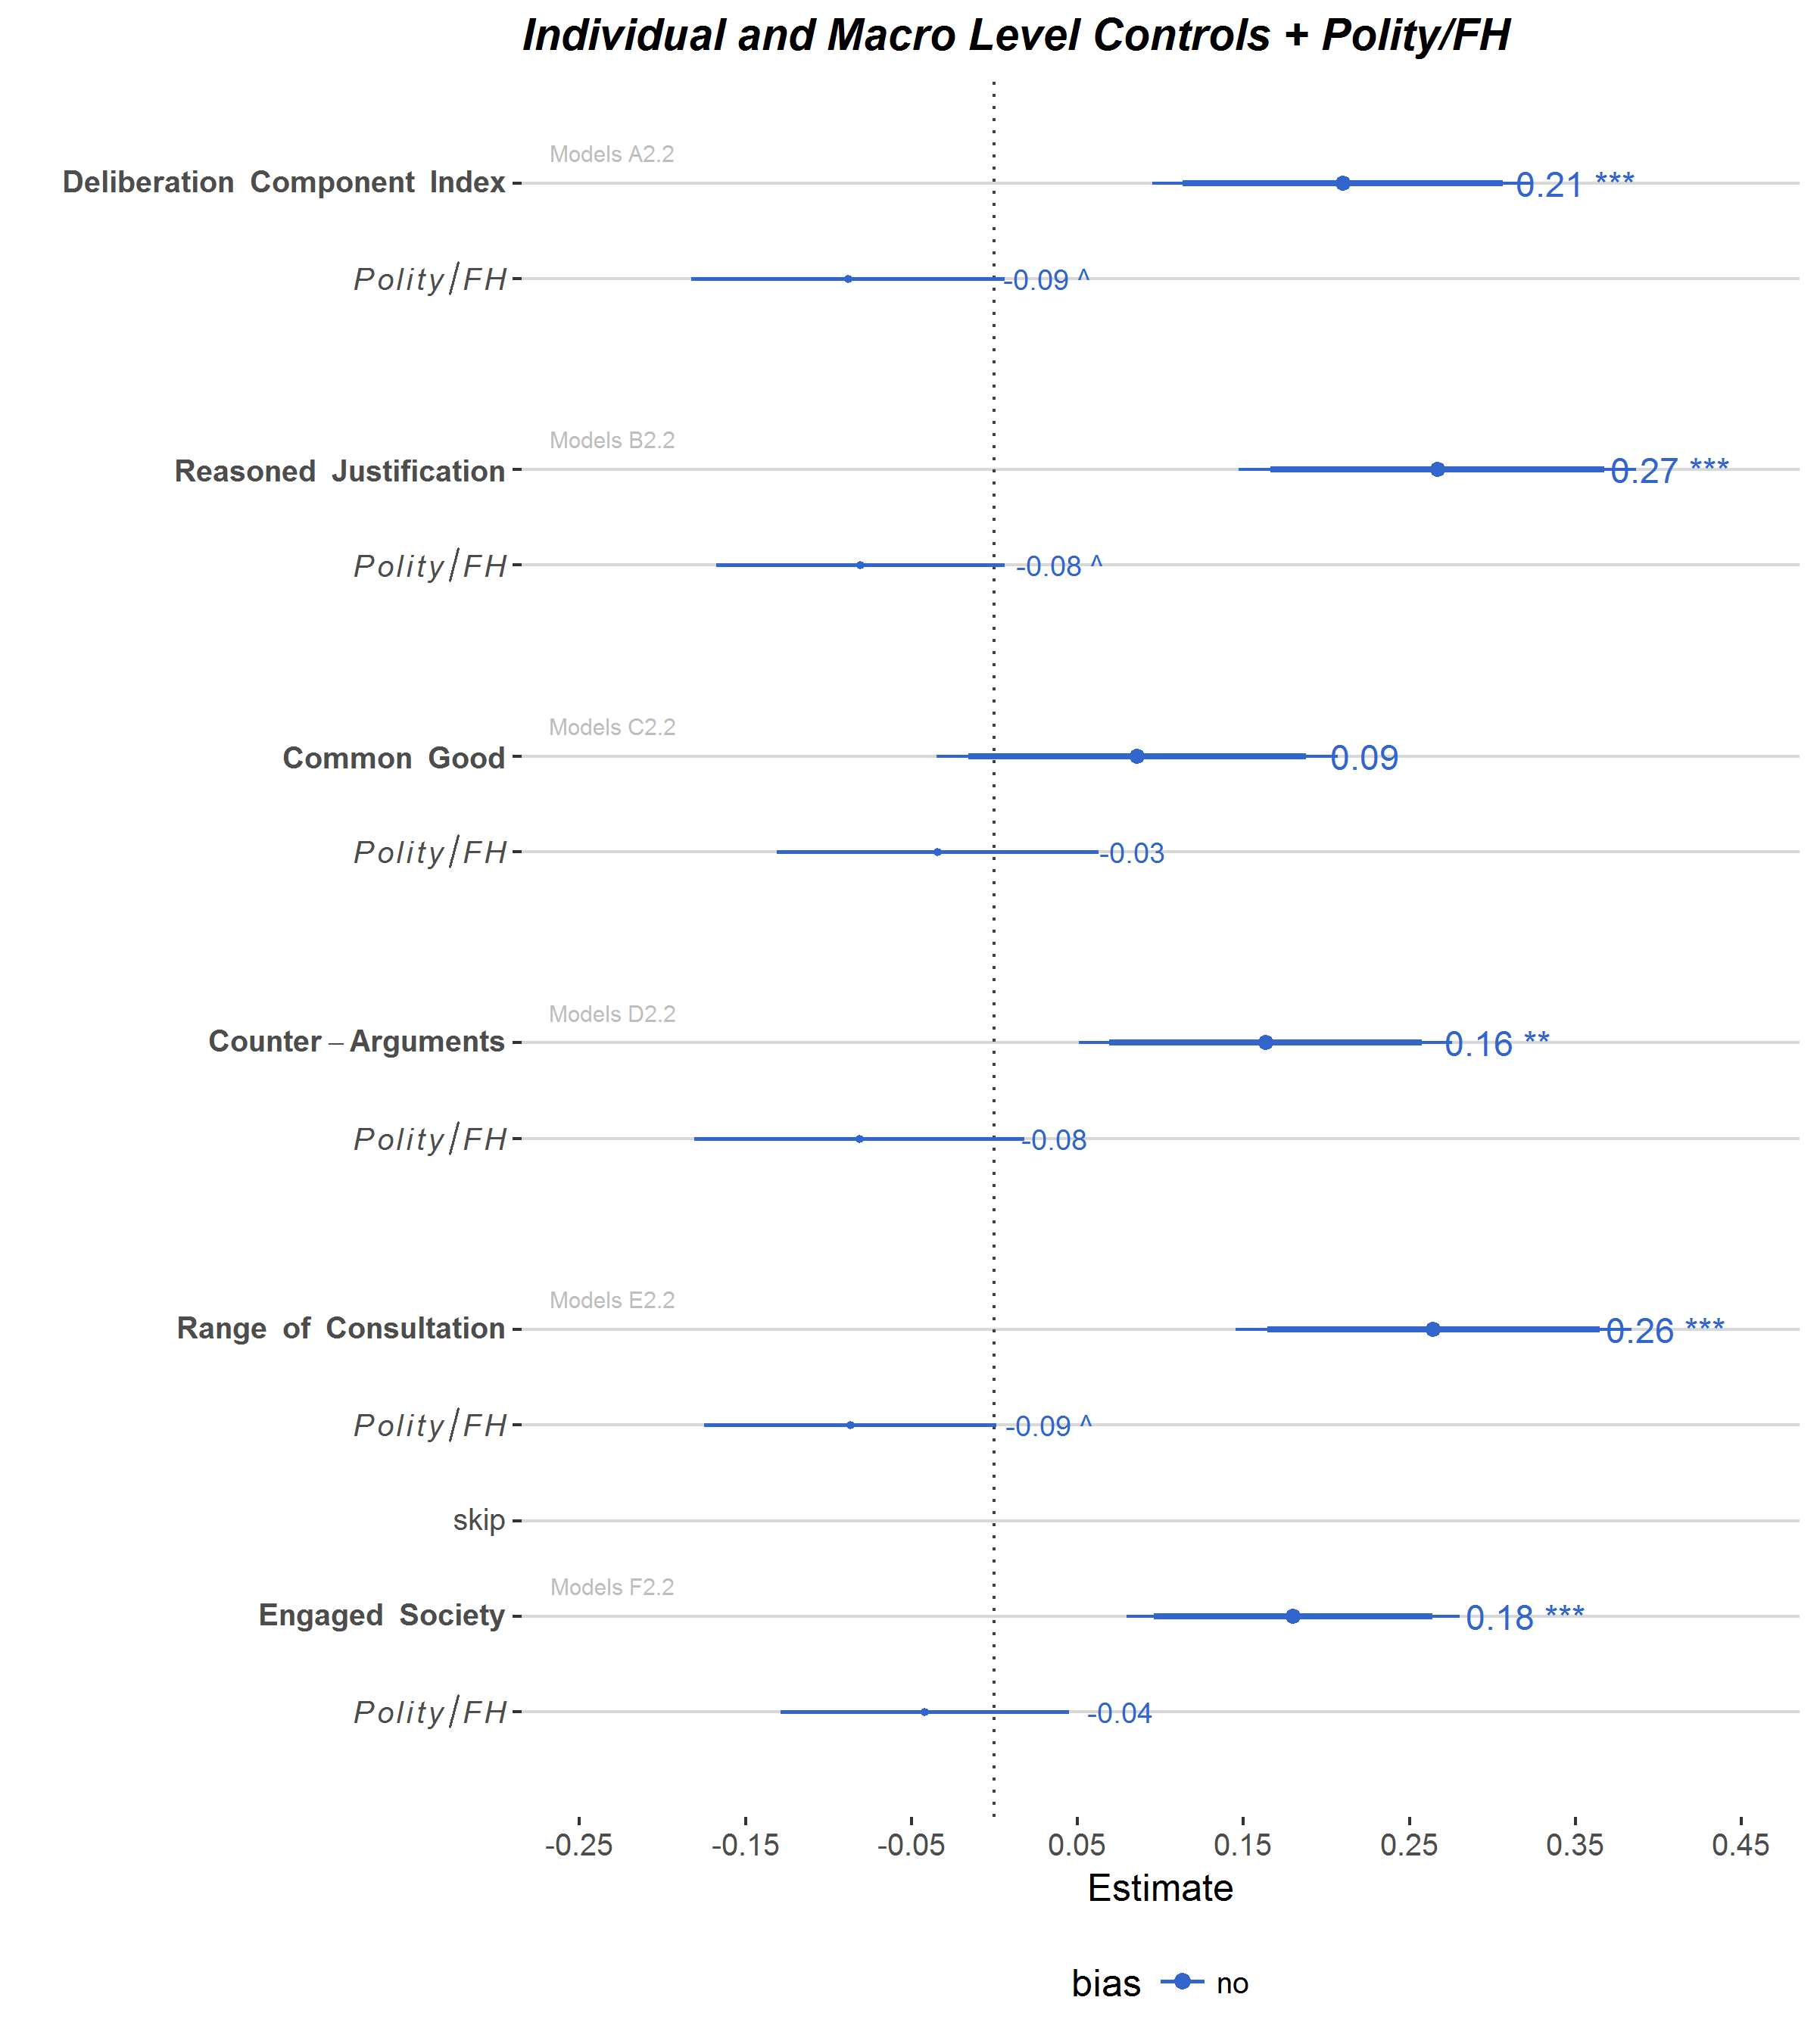 Individual and Macro Level Controls + Polity/FH
Models A2.2
Deliberation Component Index 0.21 ***
Polity/FH -0.09 ^
Models B2.2
Reasoned Justification 0.27 ***
Polity/FH -0.08 ^
Models C2.2
Common Good 0.09
Polity/FH -0.03
Models D2.2
Counter–Arguments 0.16 **
Polity/FH -0.08
Models E2.2
Range of Consultation 0.26 ***
Polity/FH -0.09 ^
skip
Models F2.2
Engaged Society 0.18 ***
Polity/FH -0.04
-0.25 -0.15 -0.05 0.05 0.15 0.25 0.35 0.45
Estimate
bias no